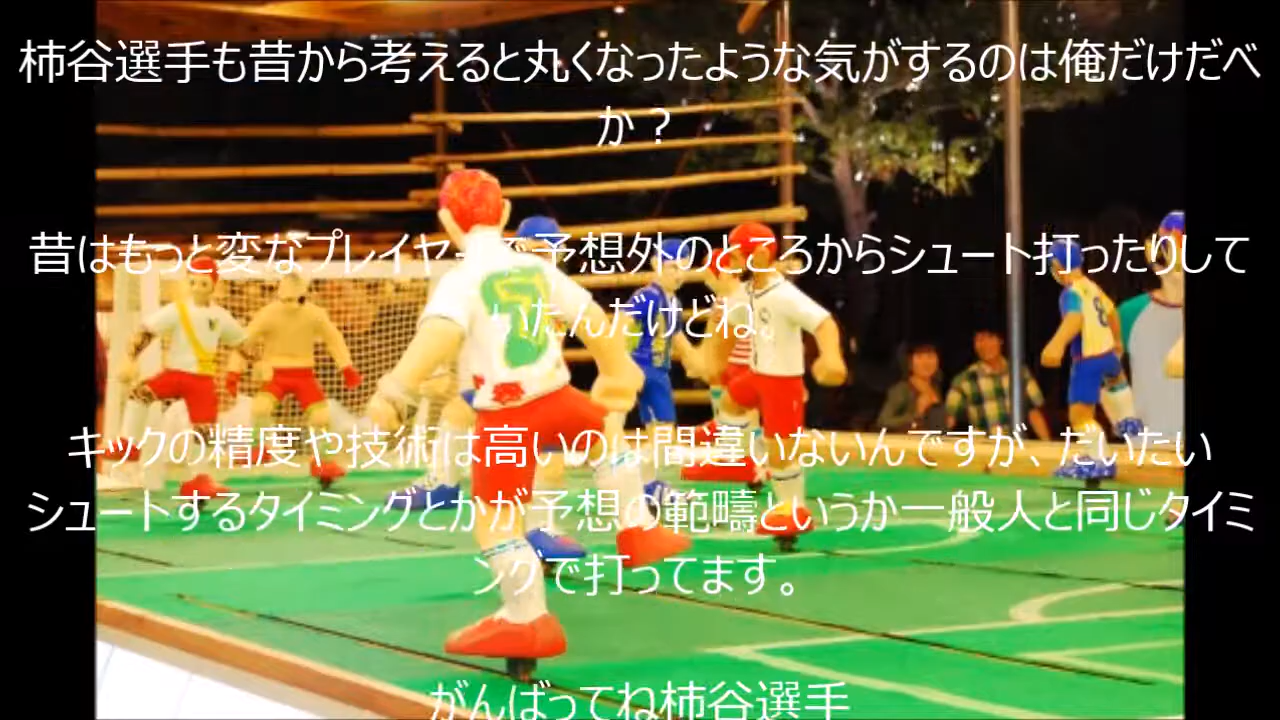 柿谷選手も昔から考えると丸くなったような気がするのは俺だけだべ
か？
昔はもっと変なプレイヤーで予想外のところからシュート打ったりして
いたんだけどね。
キックの精度や技術は高いのは間違いないんですが、だいたい
シュートするタイミングとかが予想の範疇というか一般人と同じタイミ
ングで打ってます。
がんばってね柿谷選手
7
8